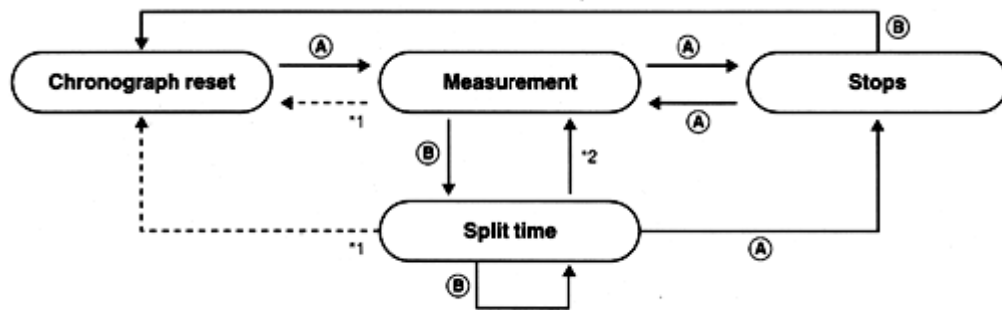 Ⓑ
Chronograph reset Ⓐ Measurement Ⓐ Stops
*1 Ⓐ
Ⓑ *2
Split time
*1 Ⓐ
Ⓑ